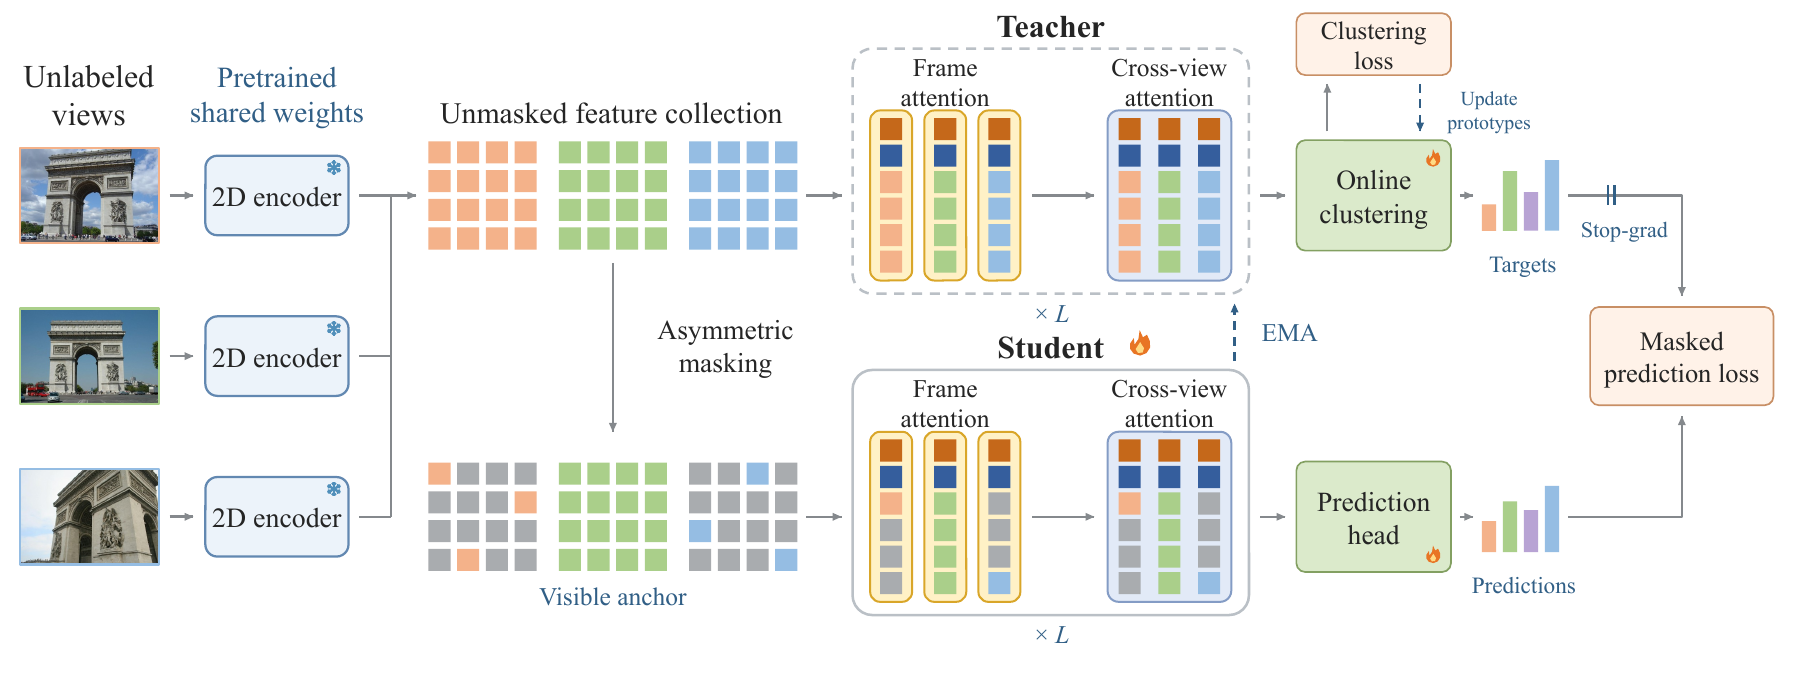 Unlabeled
views
Pretrained
shared weights
2D encoder
2D encoder
2D encoder
Unmasked feature collection
Asymmetric
masking
Visible anchor
Teacher
Frame
attention
Cross-view
attention
× L
Student
EMA
Frame
attention
Cross-view
attention
× L
Clustering
loss
Update
prototypes
Online
clustering
Targets
Stop-grad
Masked
prediction loss
Prediction
head
Predictions